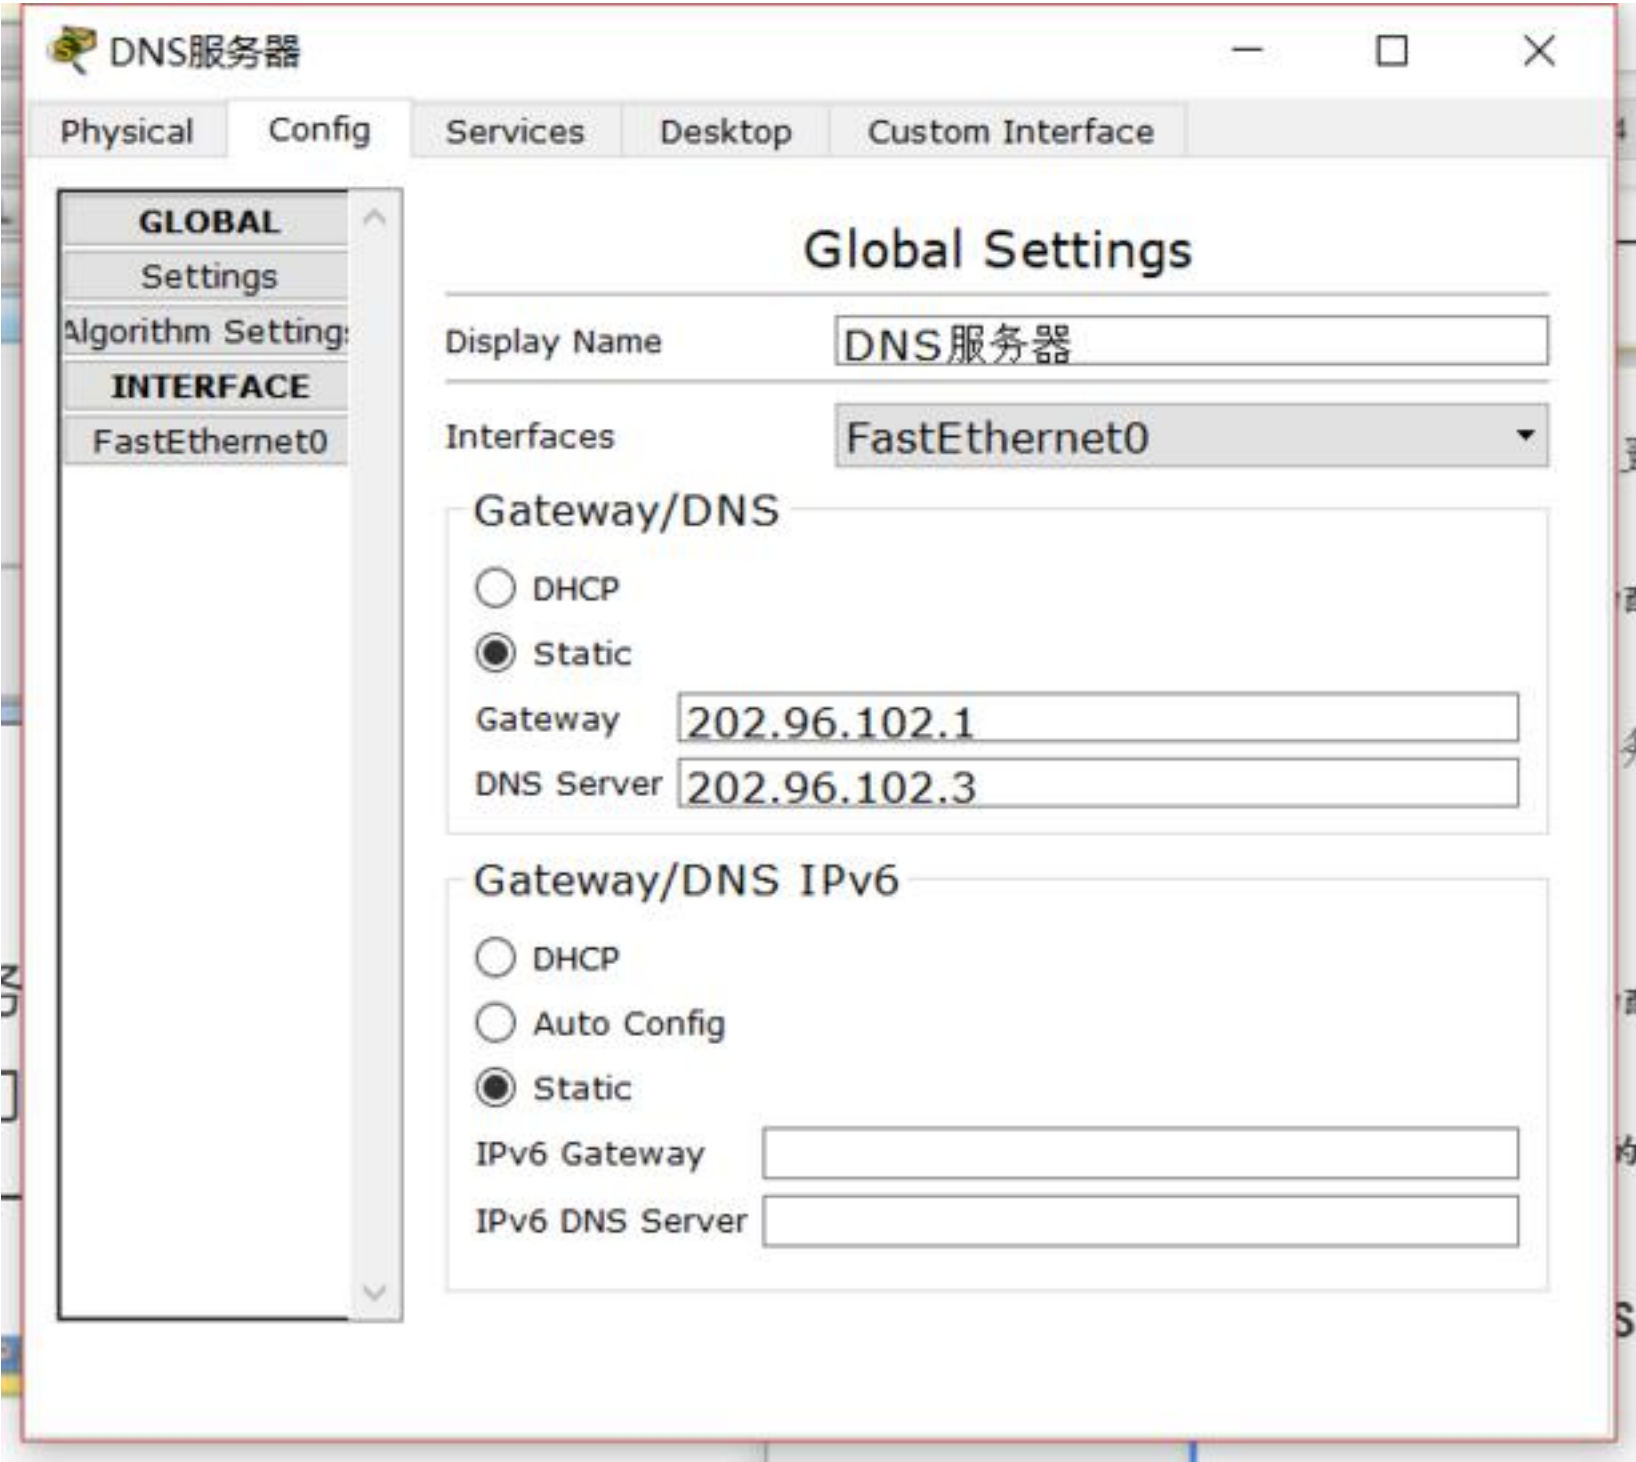 DNS服务器
Physical Config Services Desktop Custom Interface
GLOBAL
Settings
Algorithm Settings
INTERFACE
FastEthernet0
Global Settings
Display Name DNS服务器
Interfaces FastEthernet0
Gateway/DNS
DHCP
Static
Gateway 202.96.102.1
DNS Server 202.96.102.3
Gateway/DNS IPv6
DHCP
Auto Config
Static
IPv6 Gateway
IPv6 DNS Server